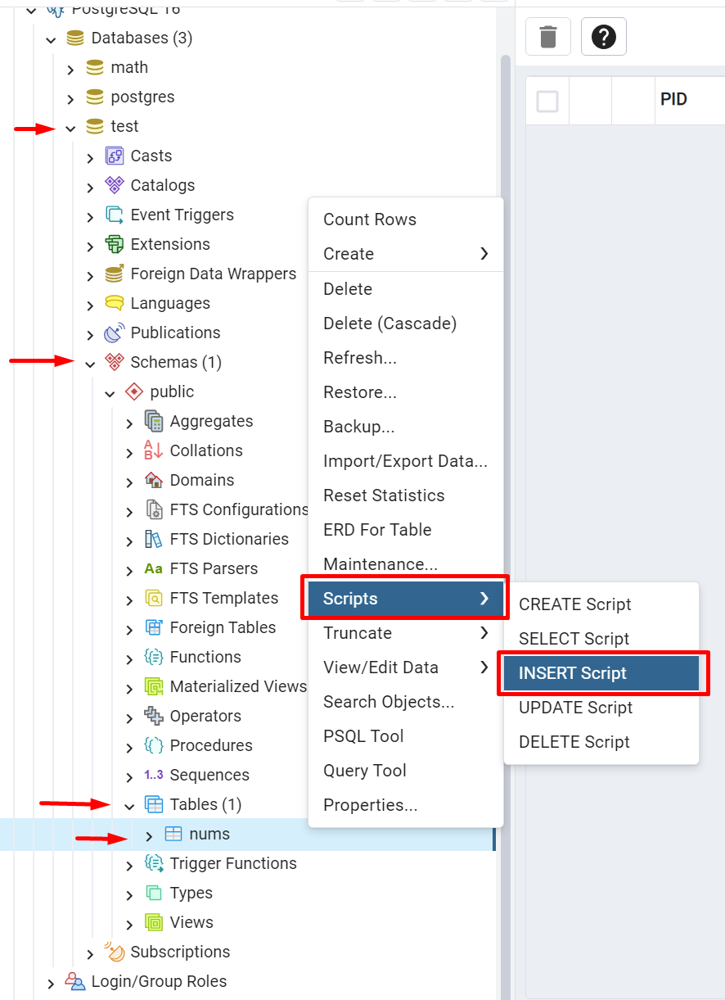 PostgreSQL 16
Databases (3)
math
postgres
test
Casts
Catalogs
Event Triggers
Extensions
Foreign Data Wrappers
Languages
Publications
Schemas (1)
public
Aggregates
Collations
Domains
FTS Configurations
FTS Dictionaries
Aa FTS Parsers
FTS Templates
Foreign Tables
Functions
Materialized Views
Operators
Procedures
1..3 Sequences
Tables (1)
nums
Trigger Functions
Types
Views
Subscriptions
Login/Group Roles
Count Rows
Create
Delete
Delete (Cascade)
Refresh...
Restore...
Backup...
Import/Export Data...
Reset Statistics
ERD For Table
Maintenance...
Scripts
Truncate
View/Edit Data
Search Objects...
PSQL Tool
Query Tool
Properties...
CREATE Script
SELECT Script
INSERT Script
UPDATE Script
DELETE Script
?
PID